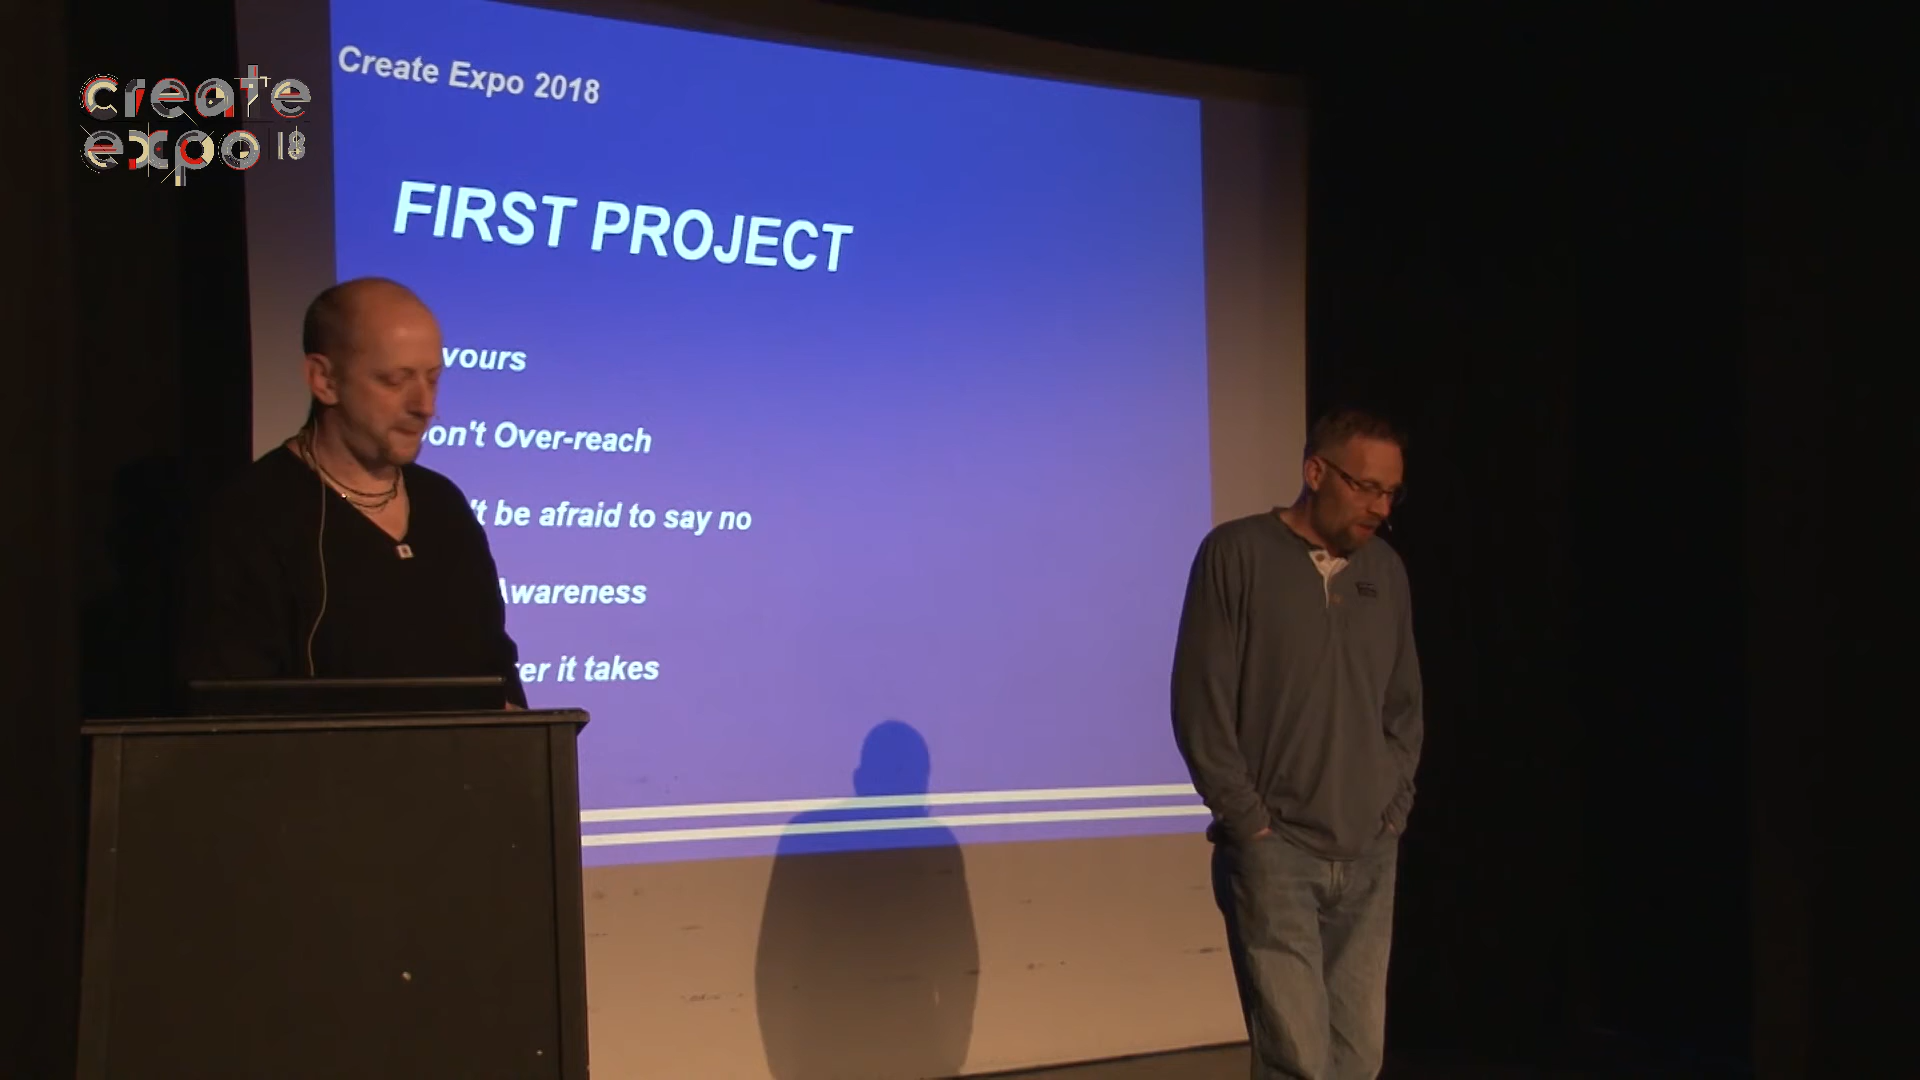 create
expo 18
Create Expo 2018
FIRST PROJECT
vours
on't Over-reach
't be afraid to say no
Awareness
er it takes